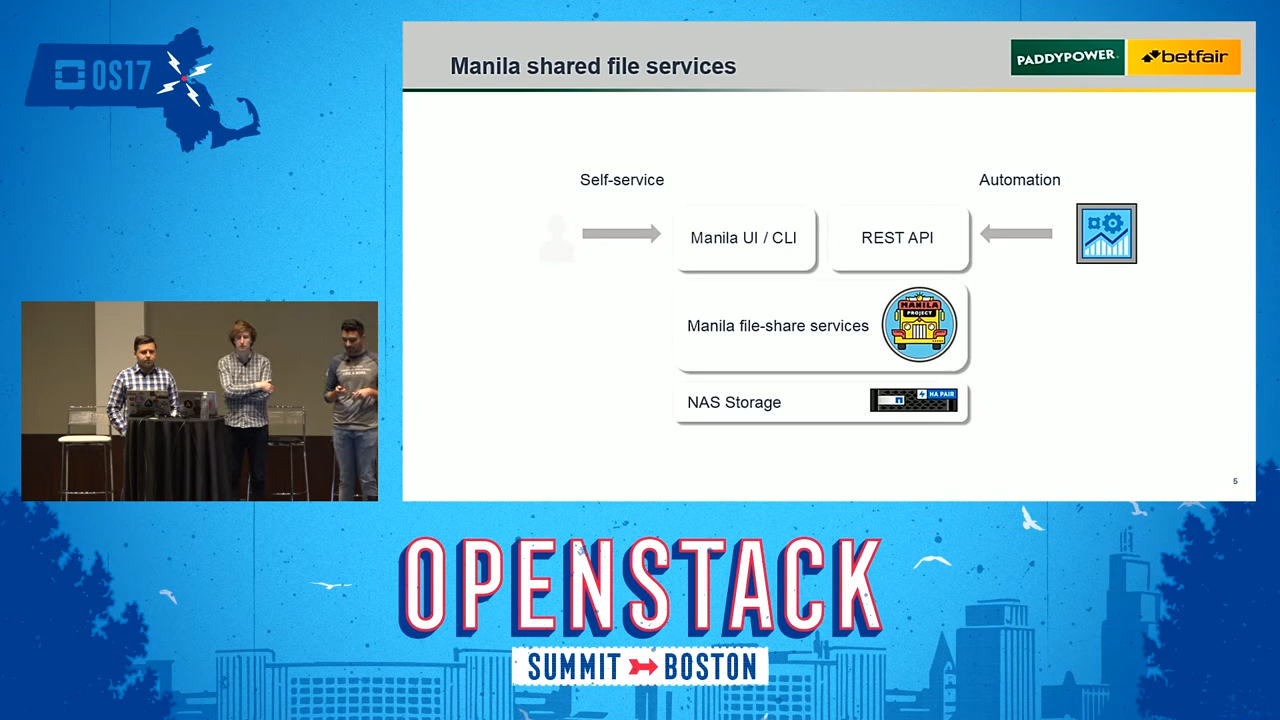 OS17
Manila shared file services
PADDYPOWER.
betfair
Self-service
Automation
Manila UI / CLI
REST API
Manila file-share services
MANILA
PROJECT
NAS Storage
HA PAIR
5
OPENSTACK
SUMMIT BOSTON